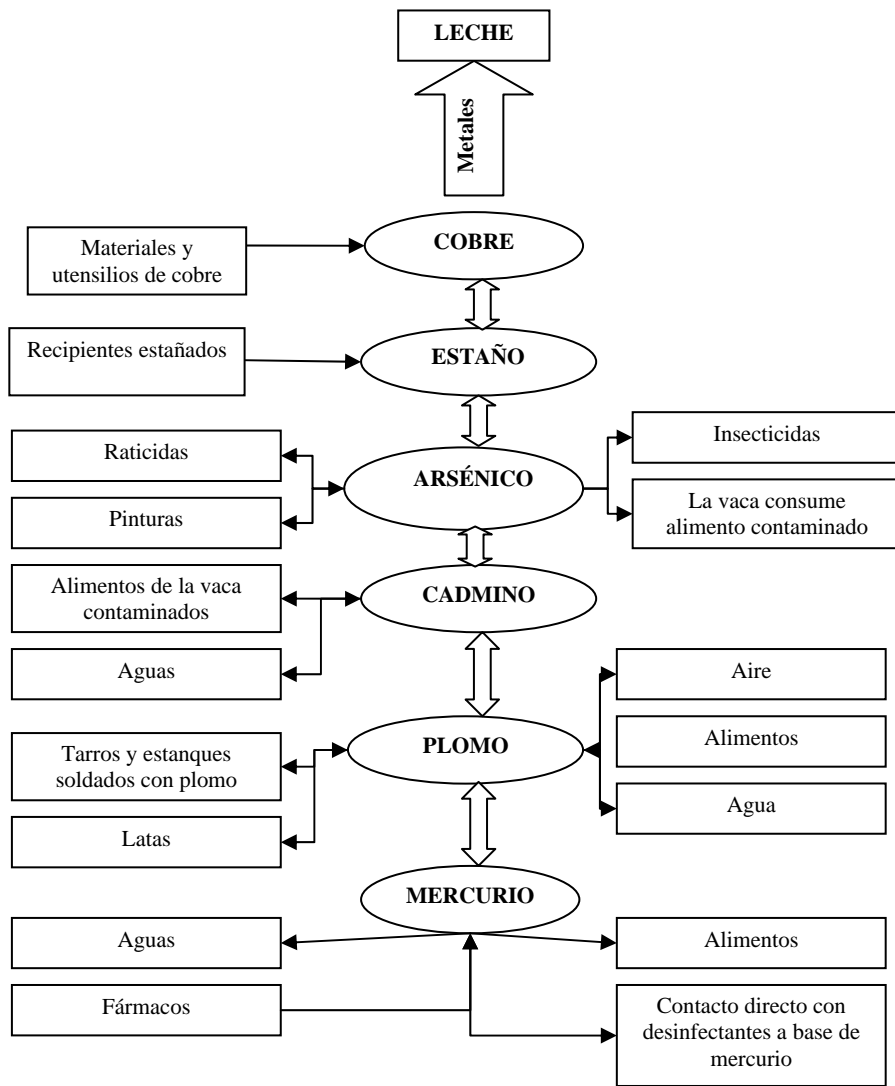 LECHE
Metales
COBRE
Materiales y
utensilios de cobre
ESTAÑO
Recipientes estañados
ARSÉNICO
Raticidas
Pinturas
Insecticidas
La vaca consume
alimento contaminado
CADMINO
Alimentos de la vaca
contaminados
Aguas
PLOMO
Tarros y estanques
soldados con plomo
Latas
Aire
Alimentos
Agua
MERCURIO
Aguas
Fármacos
Alimentos
Contacto directo con
desinfectantes a base de
mercurio